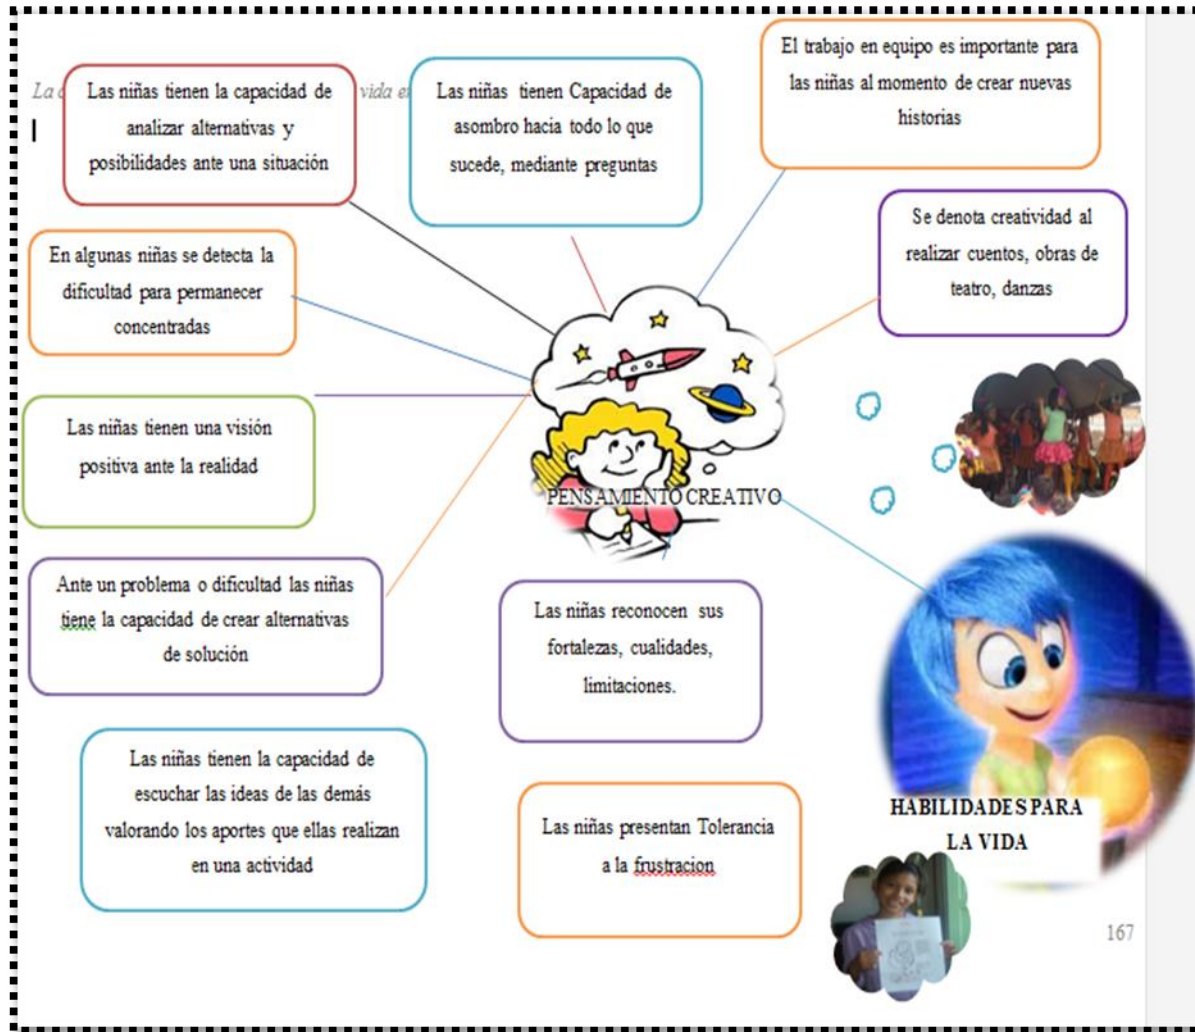 La
vida
Las niñas tienen la capacidad de
analizar alternativas y
posibilidades ante una situación
Las niñas tienen Capacidad de
asombro hacia todo lo que
sucede, mediante preguntas
El trabajo en equipo es importante para
las niñas al momento de crear nuevas
historias
Se denota creatividad al
realizar cuentos, obras de
teatro, danzas
En algunas niñas se detecta la
dificultad para permanecer
concentradas
Las niñas tienen una visión
positiva ante la realidad
PENSAMIENTO CREATIVO
Ante un problema o dificultad las niñas
tiene la capacidad de crear alternativas
de solución
Las niñas reconocen sus
fortalezas, cualidades,
limitaciones.
Las niñas tienen la capacidad de
escuchar las ideas de las demás
valorando los aportes que ellas realizan
en una actividad
Las niñas presentan Tolerancia
a la frustracion
HABILIDADES PARA
LA VIDA
167